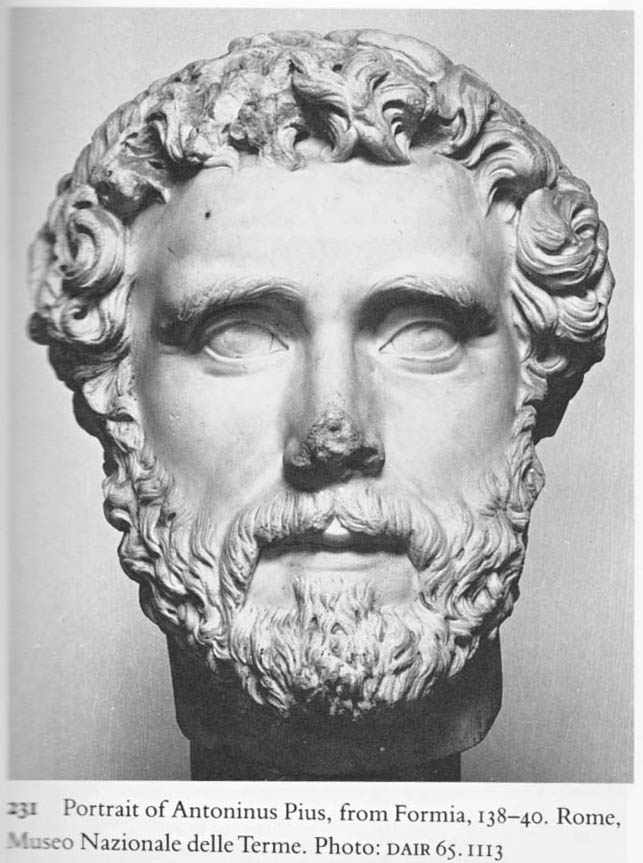 231 Portrait of Antoninus Pius, from Formia, 138–40. Rome,
Museo Nazionale delle Terme. Photo: DAIR 65.1113